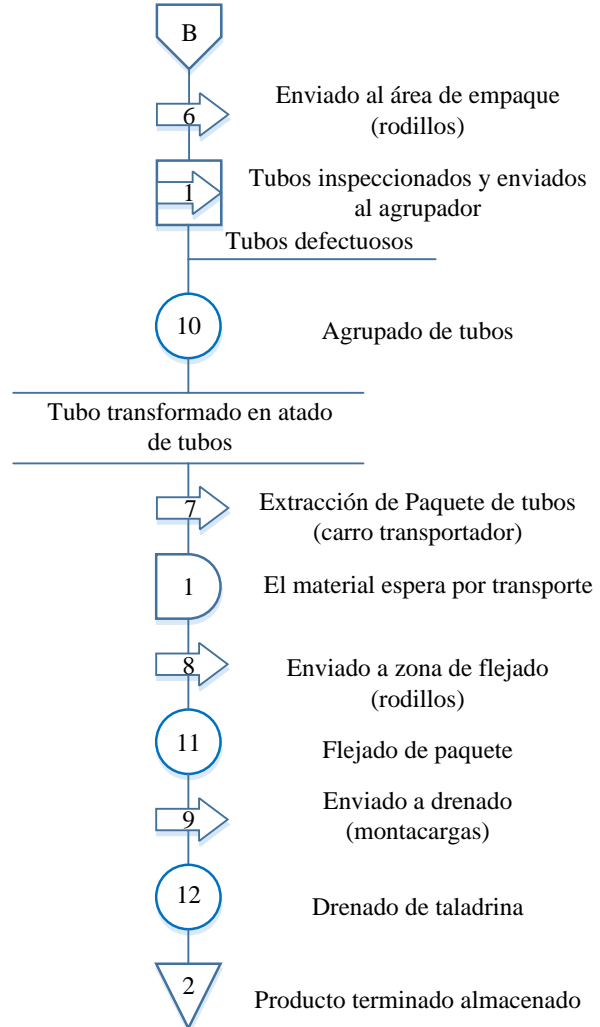 B
6
Enviado al área de empaque
(rodillos)
1
Tubos inspeccionados y enviados
al agrupador
Tubos defectuosos
10
Agrupado de tubos
Tubo transformado en atado
de tubos
7
Extracción de Paquete de tubos
(carro transportador)
1
El material espera por transporte
8
Enviado a zona de flejado
(rodillos)
11
Flejado de paquete
9
Enviado a drenado
(montacargas)
12
Drenado de taladrina
2
Producto terminado almacenado